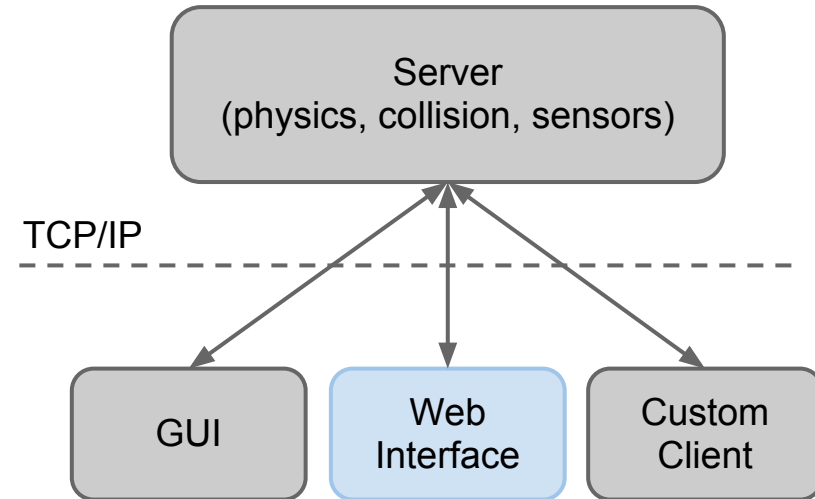 Server
(physics, collision, sensors)
TCP/IP
GUI
Web
Interface
Custom
Client